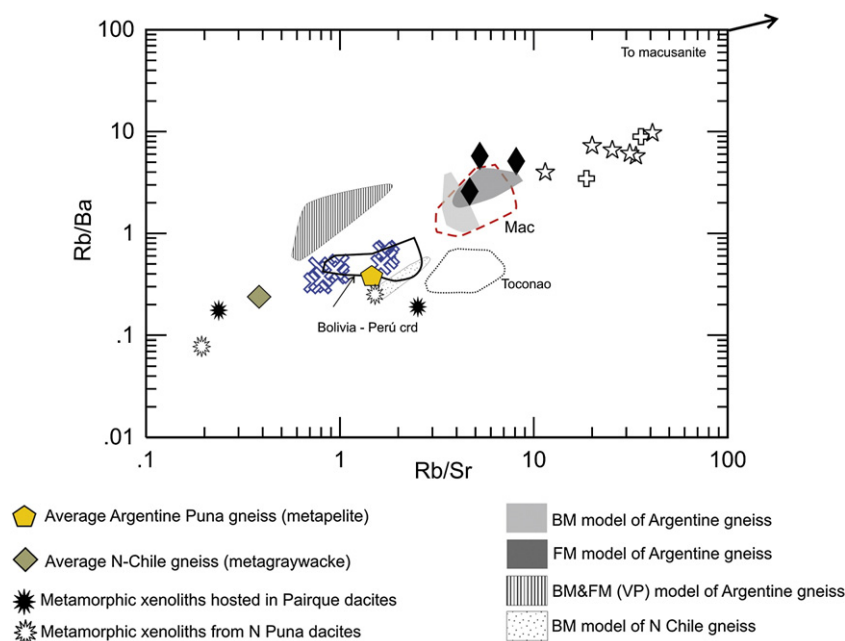 100
To macusanite
10
Rb/Ba
Mac
1
Toconao
Bolivia - Perú crd
.1
.01
.1
1
10
100
Rb/Sr
Average Argentine Puna gneiss (metapelite)
Average N-Chile gneiss (metagraywacke)
Metamorphic xenoliths hosted in Pairque dacites
Metamorphic xenoliths from N Puna dacites
BM model of Argentine gneiss
FM model of Argentine gneiss
BM&FM (VP) model of Argentine gneiss
BM model of N Chile gneiss